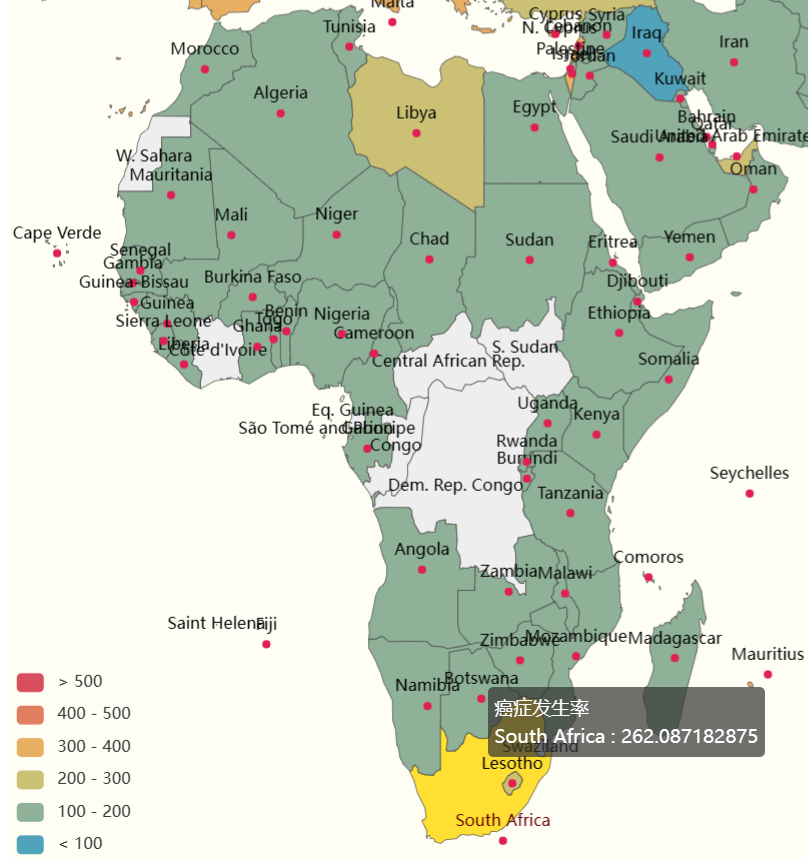 Malta
Cyprus
Syria
N. Cyprus
Lebanon
Iraq
Tunisia
Palestine
Israel
Jordan
Iran
Morocco
Kuwait
Algeria
Libya
Egypt
Bahrain
Qatar
Saudi Arabia
United Arab Emirate
W. Sahara
Mauritania
Oman
Mali
Niger
Cape Verde
Chad
Sudan
Eritrea
Yemen
Senegal
Gambia
Guinea-Bissau
Burkina Faso
Djibouti
Guinea
Benin
Nigeria
Ethiopia
Sierra Leone
Togo
Ghana
Cameroon
Liberia
Côte d'Ivoire
S. Sudan
Central African Rep.
Somalia
Eq. Guinea
Uganda
Kenya
São Tomé and Principe
Gabon
Congo
Rwanda
Burundi
Seychelles
Dem. Rep. Congo
Tanzania
Angola
Comoros
Zambia
Malawi
Saint Helena
Fiji
Zimbabwe
Mozambique
Madagascar
Mauritius
Namibia
Botswana
癌症发生率
South Africa : 262.087182875
Swaziland
Lesotho
South Africa
> 500
400 - 500
300 - 400
200 - 300
100 - 200
< 100